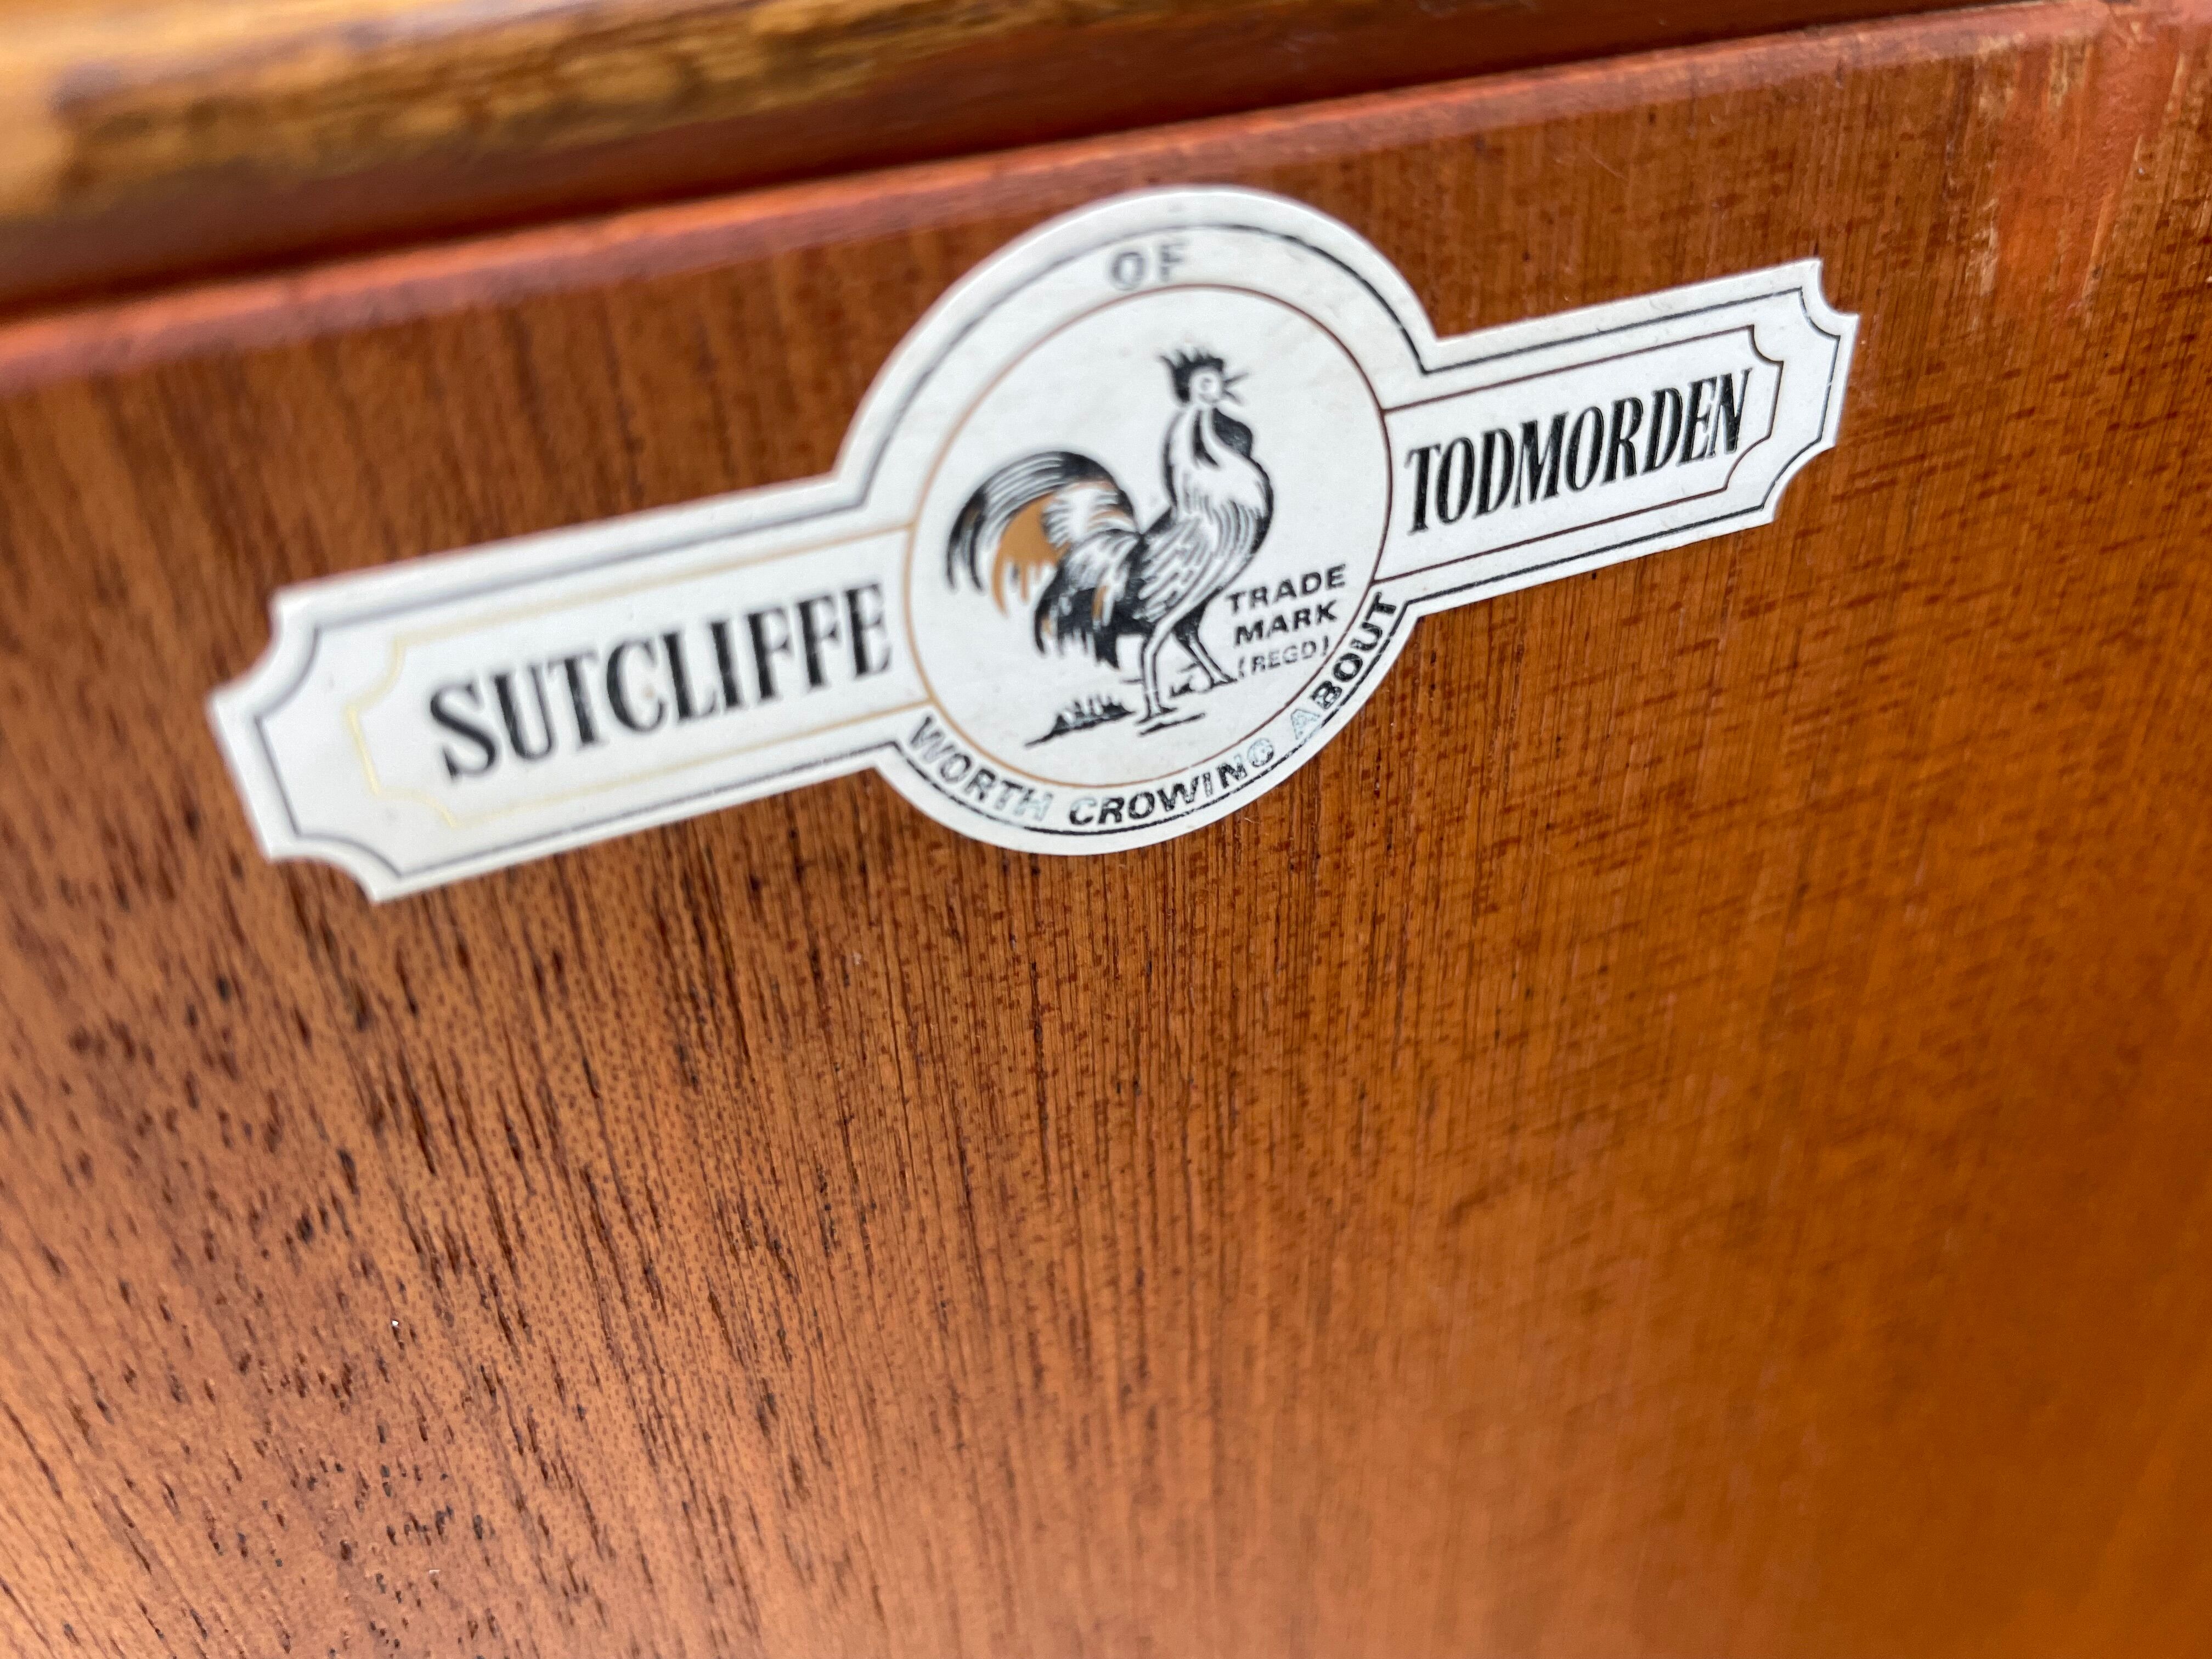 SUTCLIFFE
OF
TODMORDEN
TRADE
MARK
(REGD)
WORTH CROWING ABOUT